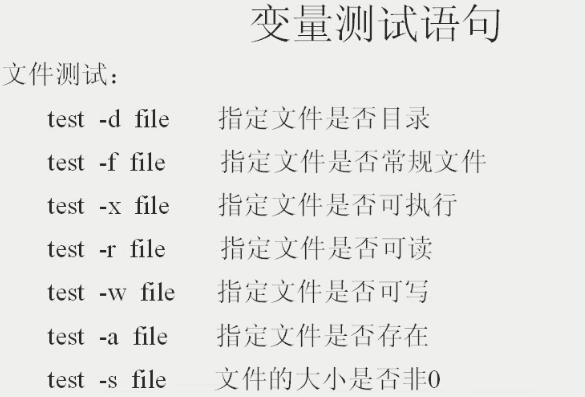 变量测试语句
文件测试：
test -d file 指定文件是否目录
test -f file 指定文件是否常规文件
test -x file 指定文件是否可执行
test -r file 指定文件是否可读
test -w file 指定文件是否可写
test -a file 指定文件是否存在
test -s file 文件的大小是否非0